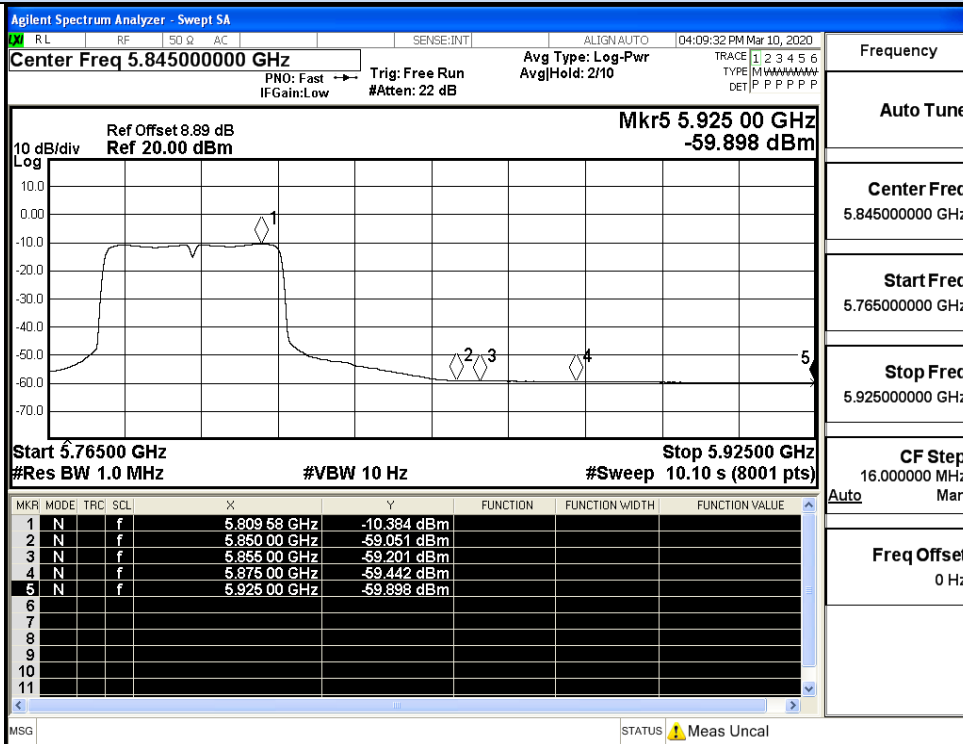 Agilent Spectrum Analyzer - Swept SA
LXI RL RF 50 Ω AC SENSE:INT ALIGN AUTO 04:09:32 PM Mar 10, 2020
Center Freq 5.845000000 GHz
PNO: Fast
IFGain:Low
Trig: Free Run
#Atten: 22 dB
Avg Type: Log-Pwr
Avg|Hold: 2/10
TRACE 1 2 3 4 5 6
TYPE M WWWWW
DET P P P P P P
Mkr5 5.925 00 GHz
-59.898 dBm
Ref Offset 8.89 dB
10 dB/div Ref 20.00 dBm
Log
10.0
0.00
-10.0
-20.0
-30.0
-40.0
-50.0
-60.0
-70.0
1
2 3 4 5
Start 5.76500 GHz Stop 5.92500 GHz
#Res BW 1.0 MHz #VBW 10 Hz #Sweep 10.10 s (8001 pts)
MKR MODE TRC SCL X Y FUNCTION FUNCTION WIDTH FUNCTION VALUE
1 N f 5.809 58 GHz -10.384 dBm
2 N f 5.850 00 GHz -59.051 dBm
3 N f 5.855 00 GHz -59.201 dBm
4 N f 5.875 00 GHz -59.442 dBm
5 N f 5.925 00 GHz -59.898 dBm
6
7
8
9
10
11
MSG STATUS Meas Uncal
Frequency
Auto Tune
Center Freq
5.845000000 GHz
Start Freq
5.765000000 GHz
Stop Freq
5.925000000 GHz
CF Step
16.000000 MHz
Auto Man
Freq Offset
0 Hz